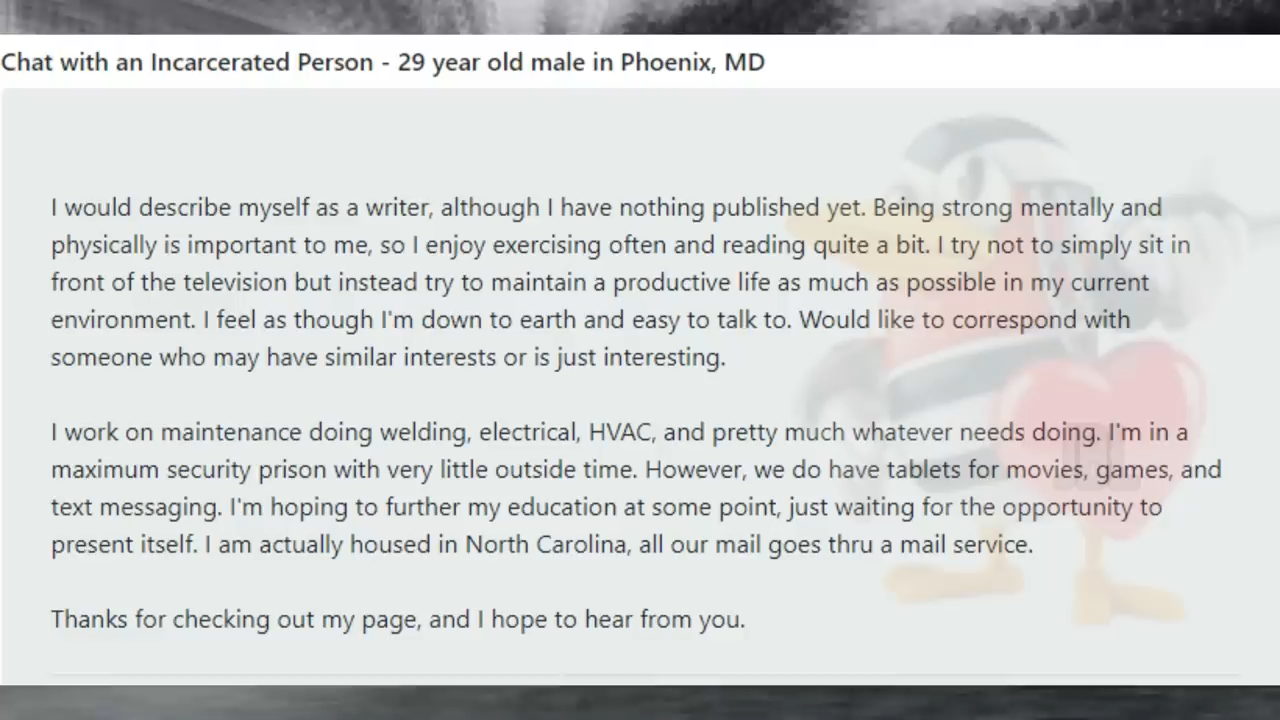 Chat with an Incarcerated Person - 29 year old male in Phoenix, MD
I would describe myself as a writer, although I have nothing published yet. Being strong mentally and
physically is important to me, so I enjoy exercising often and reading quite a bit. I try not to simply sit in
front of the television but instead try to maintain a productive life as much as possible in my current
environment. I feel as though I'm down to earth and easy to talk to. Would like to correspond with
someone who may have similar interests or is just interesting.
I work on maintenance doing welding, electrical, HVAC, and pretty much whatever needs doing. I'm in a
maximum security prison with very little outside time. However, we do have tablets for movies, games, and
text messaging. I'm hoping to further my education at some point, just waiting for the opportunity to
present itself. I am actually housed in North Carolina, all our mail goes thru a mail service.
Thanks for checking out my page, and I hope to hear from you.